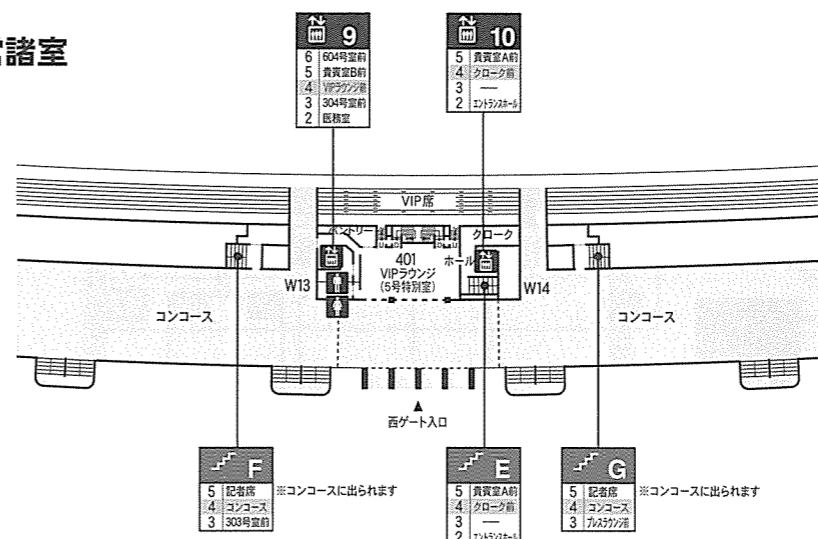 諸室
9
6 604号室前
5 貴賓室B前
4 VIPラウンジ前
3 304号室前
2 医務室
10
5 貴賓室A前
4 クローク前
3 ―
2 エントランスホール
VIP席
パントリー
クローク
401
VIPラウンジ
(5号特別室)
ホール
W13
W14
コンコース
コンコース
西ゲート入口
F
5 記者席
4 コンコース
3 303号室前
※コンコースに出られます
E
5 貴賓室A前
4 クローク前
3 ―
2 エントランスホール
G
5 記者席
4 コンコース
3 プレスラウンジ前
※コンコースに出られます